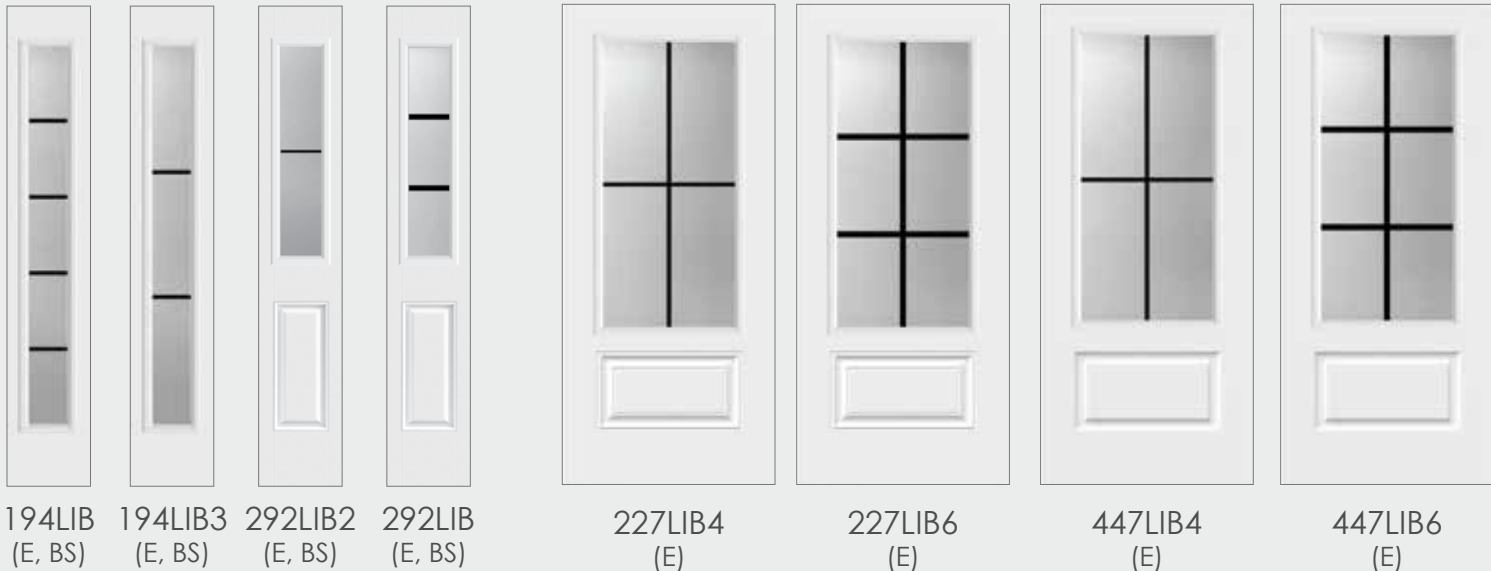 194LIB 194LIB3 292LIB2 292LIB 227LIB4 227LIB6 447LIB4 447LIB6
(E, BS) (E, BS) (E, BS) (E, BS) (E) (E) (E) (E)